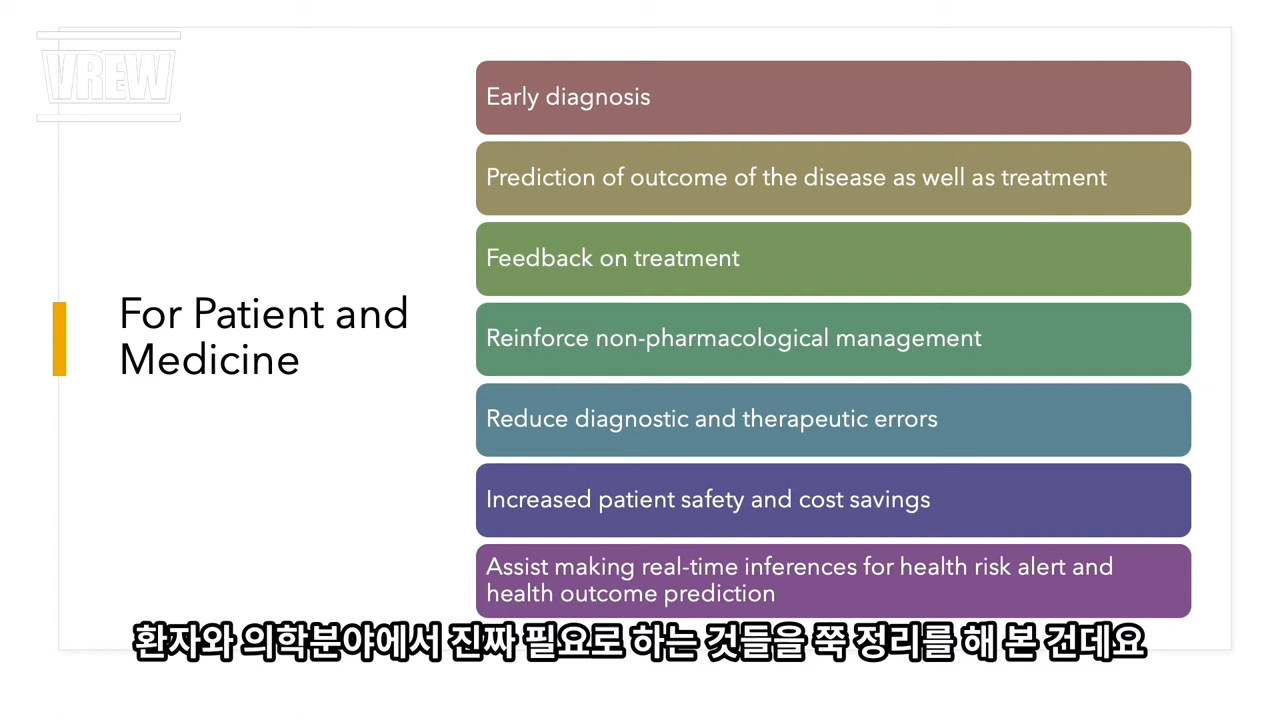 VREW
Early diagnosis
Prediction of outcome of the disease as well as treatment
Feedback on treatment
For Patient and
Medicine
Reinforce non-pharmacological management
Reduce diagnostic and therapeutic errors
Increased patient safety and cost savings
Assist making real-time inferences for health risk alert and
health outcome prediction
환자와 의학분야에서 진짜 필요로 하는 것들을 쭉 정리를 해 본 건데요